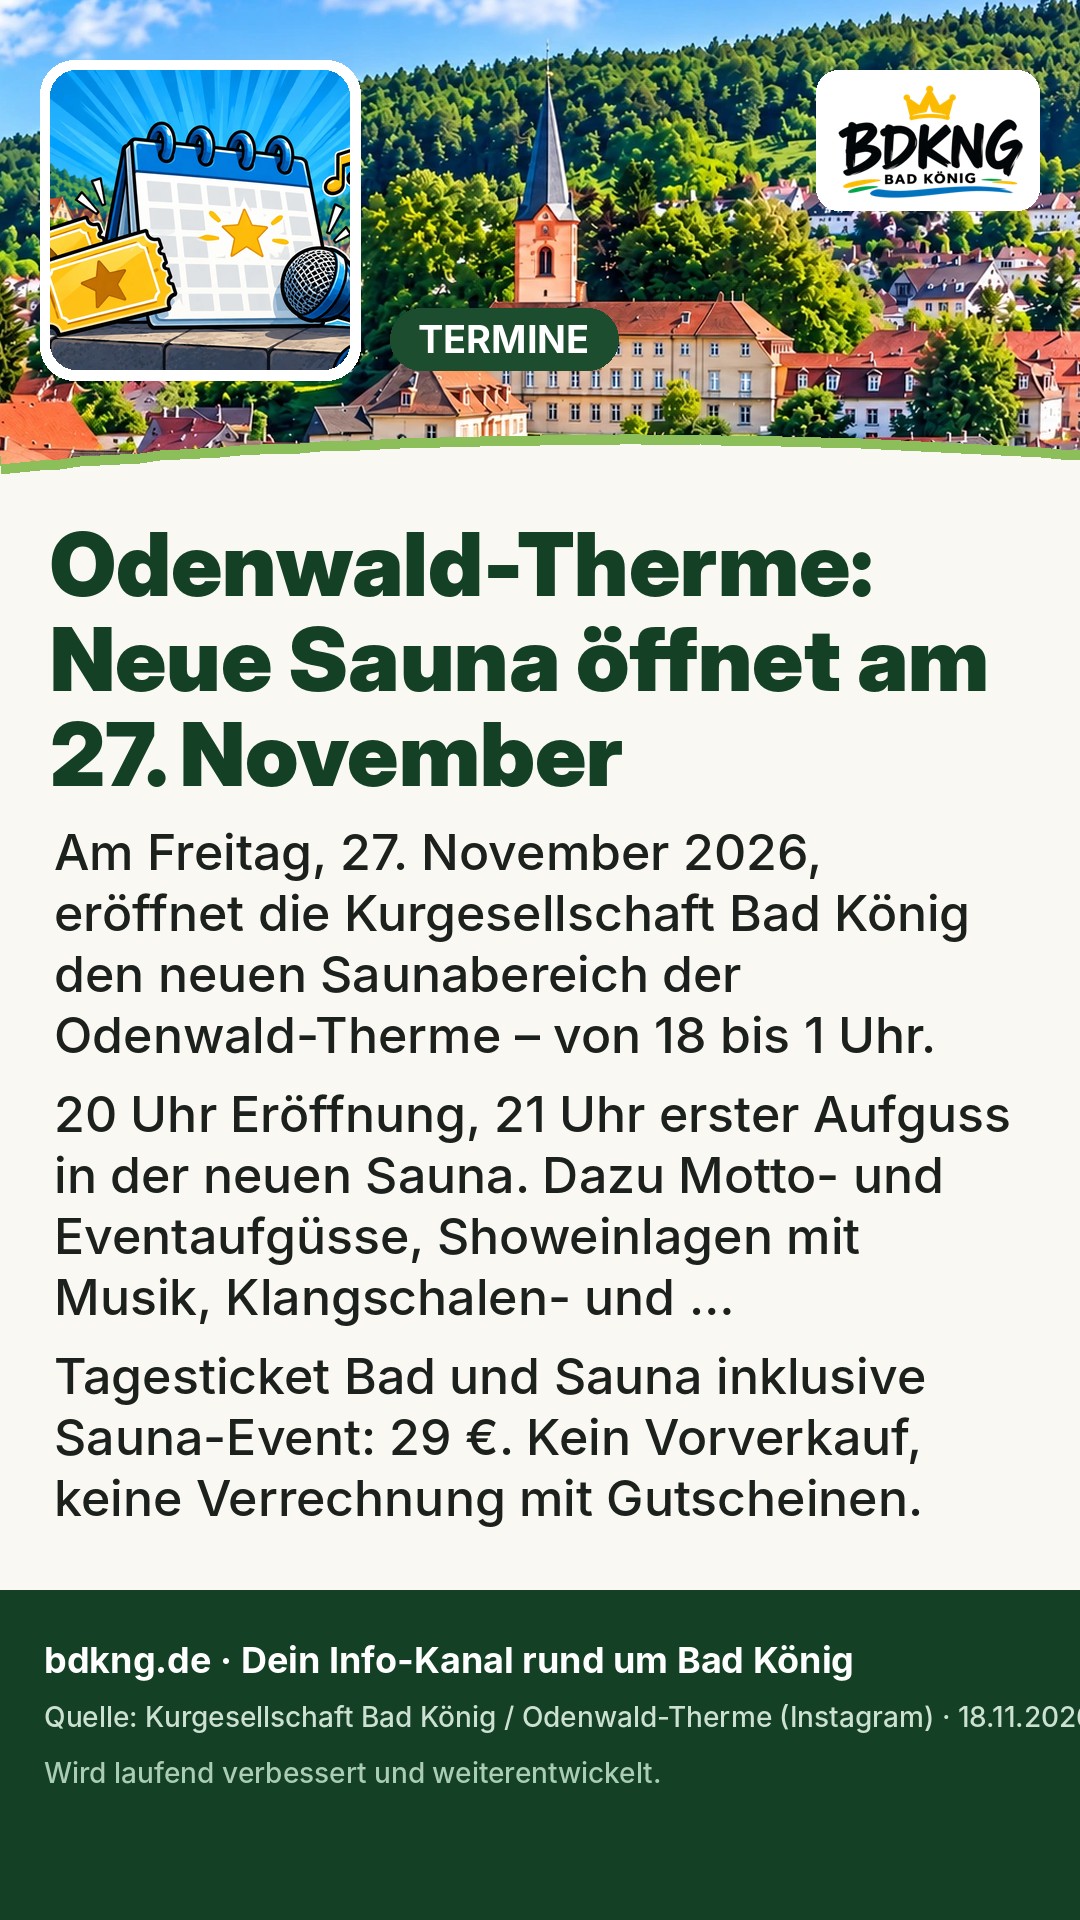 BDKNG
BAD KÖNIG
TERMINE
Odenwald-Therme:
Neue Sauna öffnet am
27. November
Am Freitag, 27. November 2026,
eröffnet die Kurgesellschaft Bad König
den neuen Saunabereich der
Odenwald-Therme – von 18 bis 1 Uhr.
20 Uhr Eröffnung, 21 Uhr erster Aufguss
in der neuen Sauna. Dazu Motto- und
Eventaufgüsse, Showeinlagen mit
Musik, Klangschalen- und ...
Tagesticket Bad und Sauna inklusive
Sauna-Event: 29 €. Kein Vorverkauf,
keine Verrechnung mit Gutscheinen.
bdkng.de · Dein Info-Kanal rund um Bad König
Quelle: Kurgesellschaft Bad König / Odenwald-Therme (Instagram) · 18.11.202
Wird laufend verbessert und weiterentwickelt.